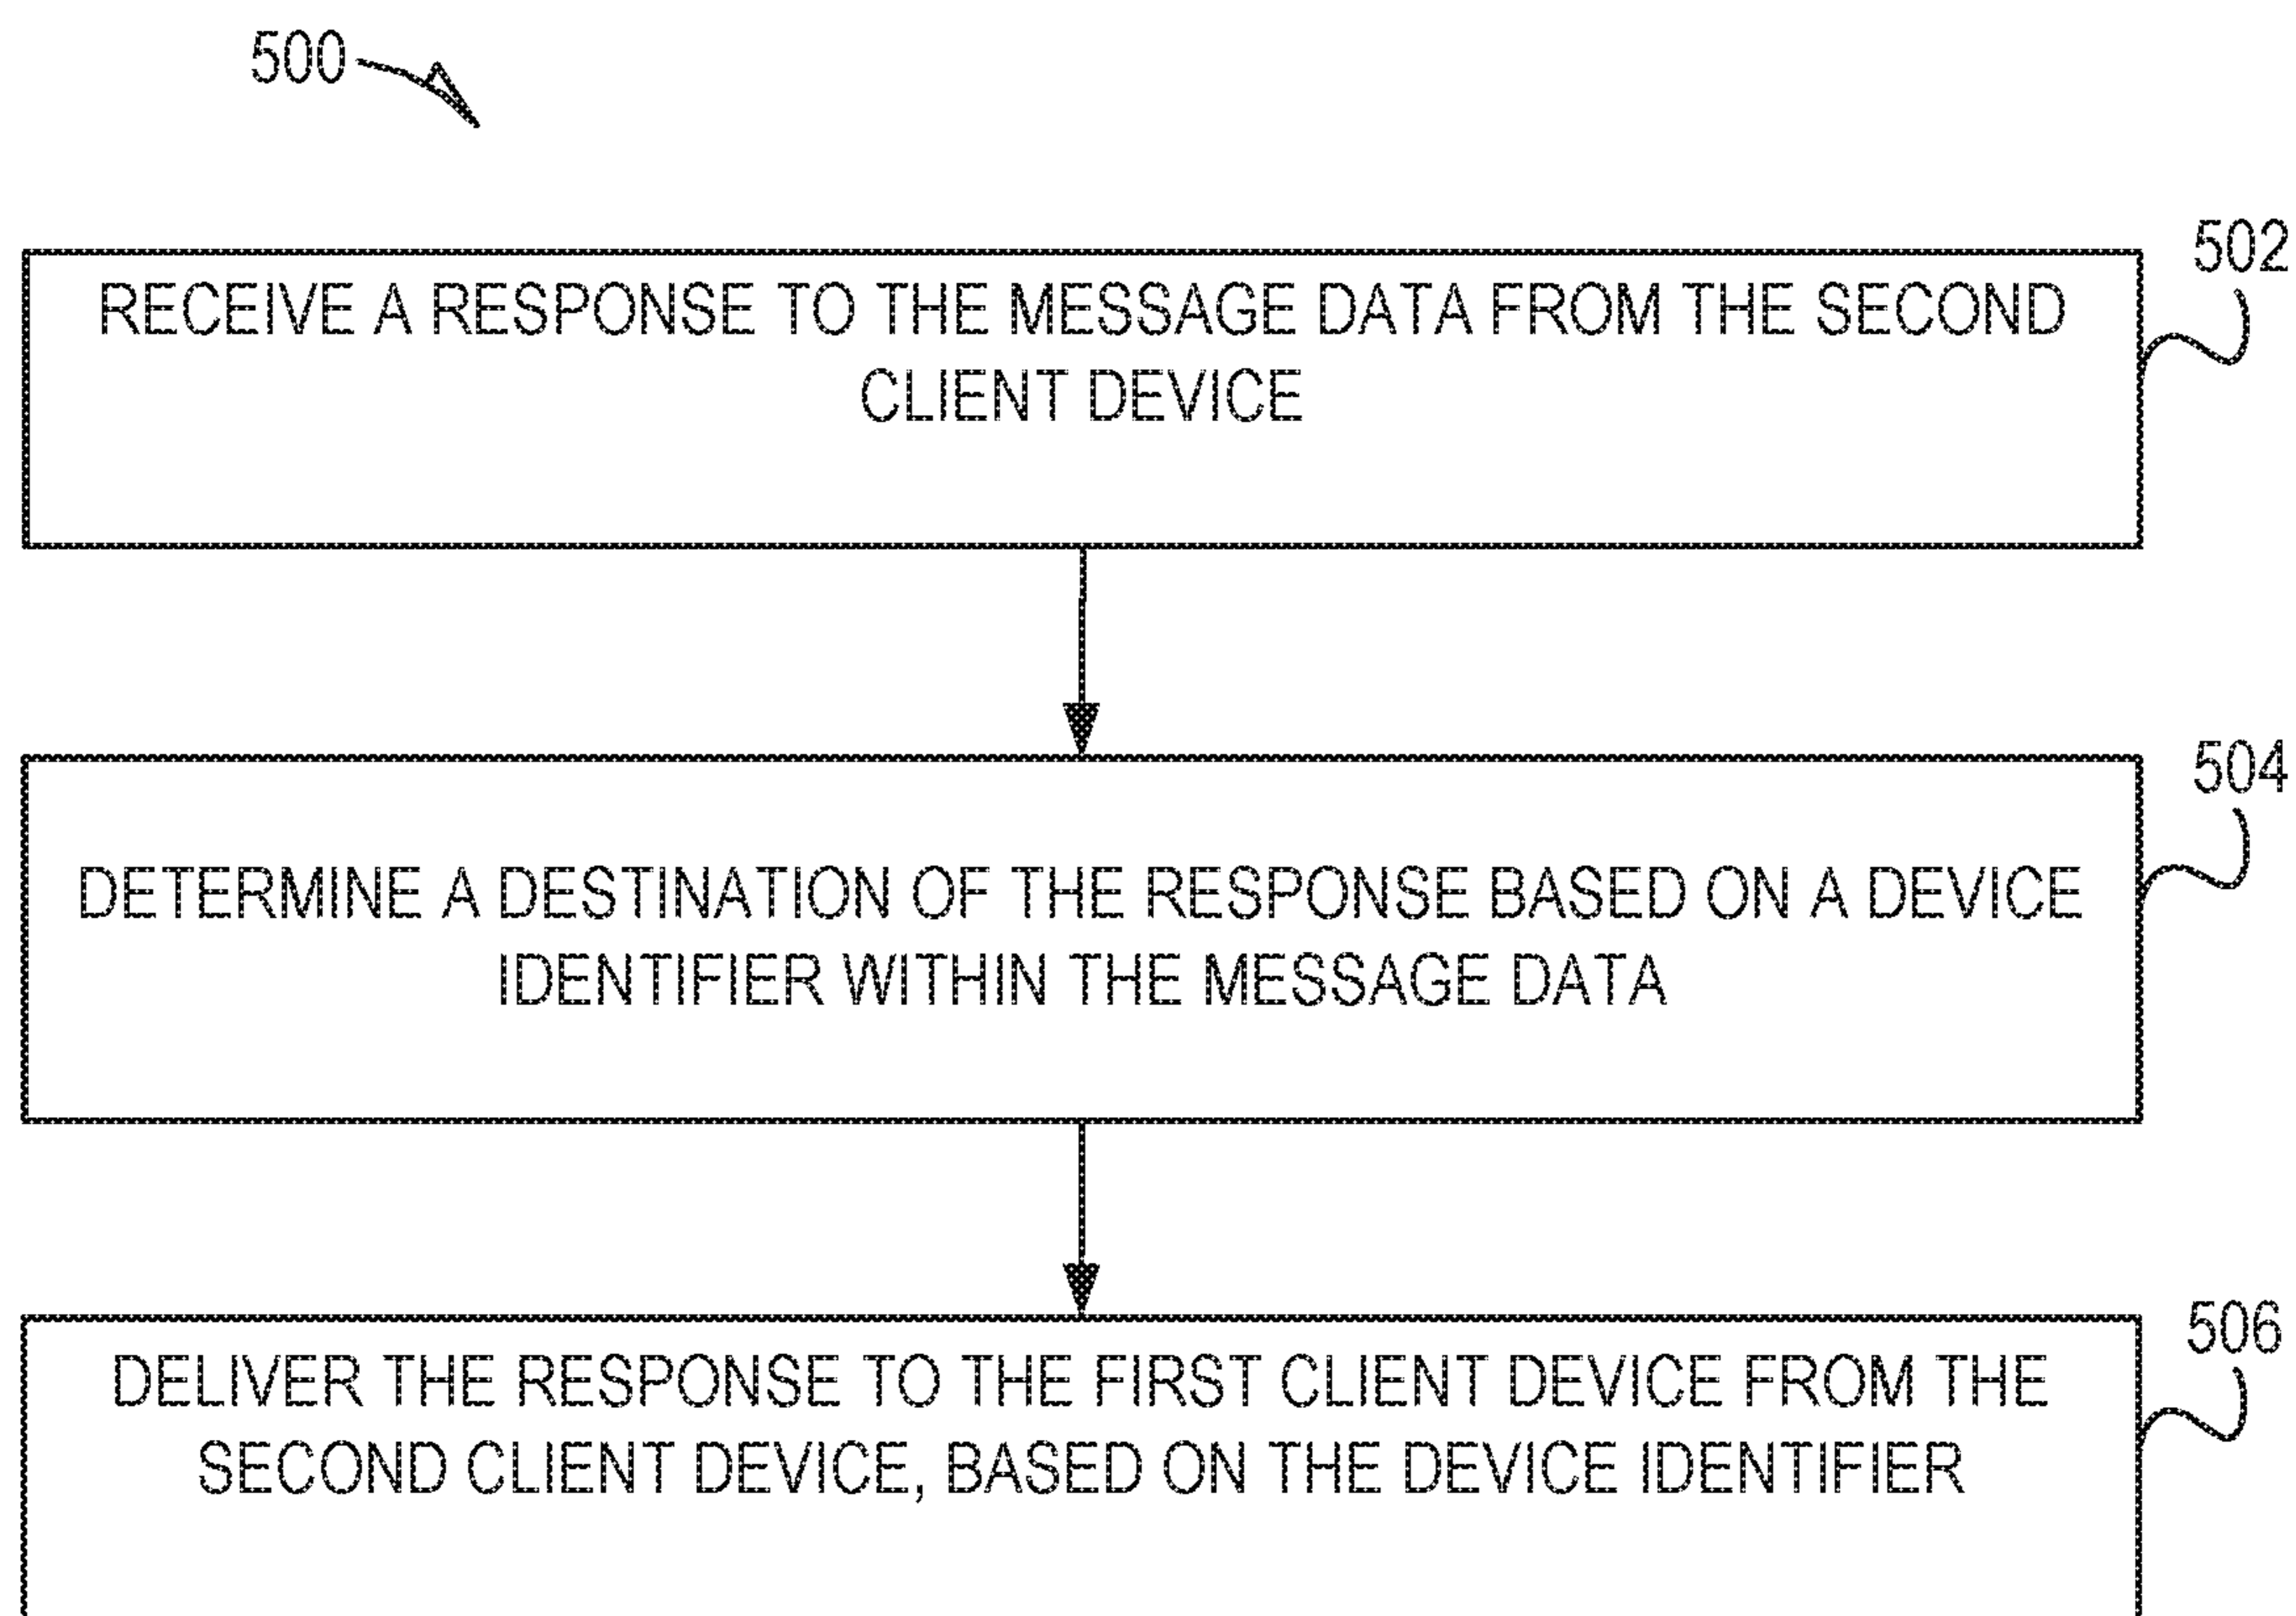 500
502
RECEIVE A RESPONSE TO THE MESSAGE DATA FROM THE SECOND
CLIENT DEVICE
504
DETERMINE A DESTINATION OF THE RESPONSE BASED ON A DEVICE
IDENTIFIER WITHIN THE MESSAGE DATA
506
DELIVER THE RESPONSE TO THE FIRST CLIENT DEVICE FROM THE
SECOND CLIENT DEVICE, BASED ON THE DEVICE IDENTIFIER